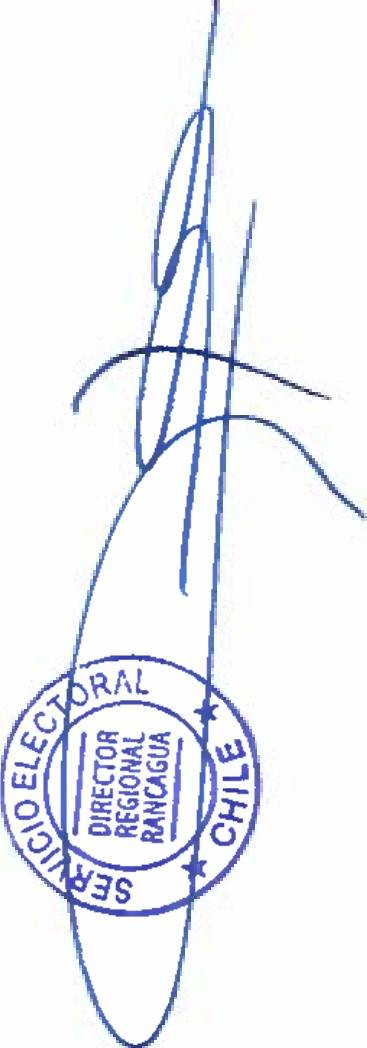 SERVICIO ELECTORAL
DIRECTOR
REGIONAL
RANCAGUA
★ CHILE ★